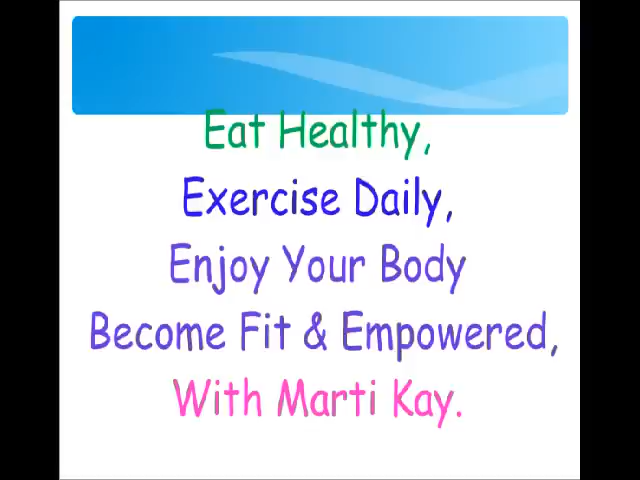 Eat Healthy,
Exercise Daily,
Enjoy Your Body
Become Fit & Empowered,
With Marti Kay.